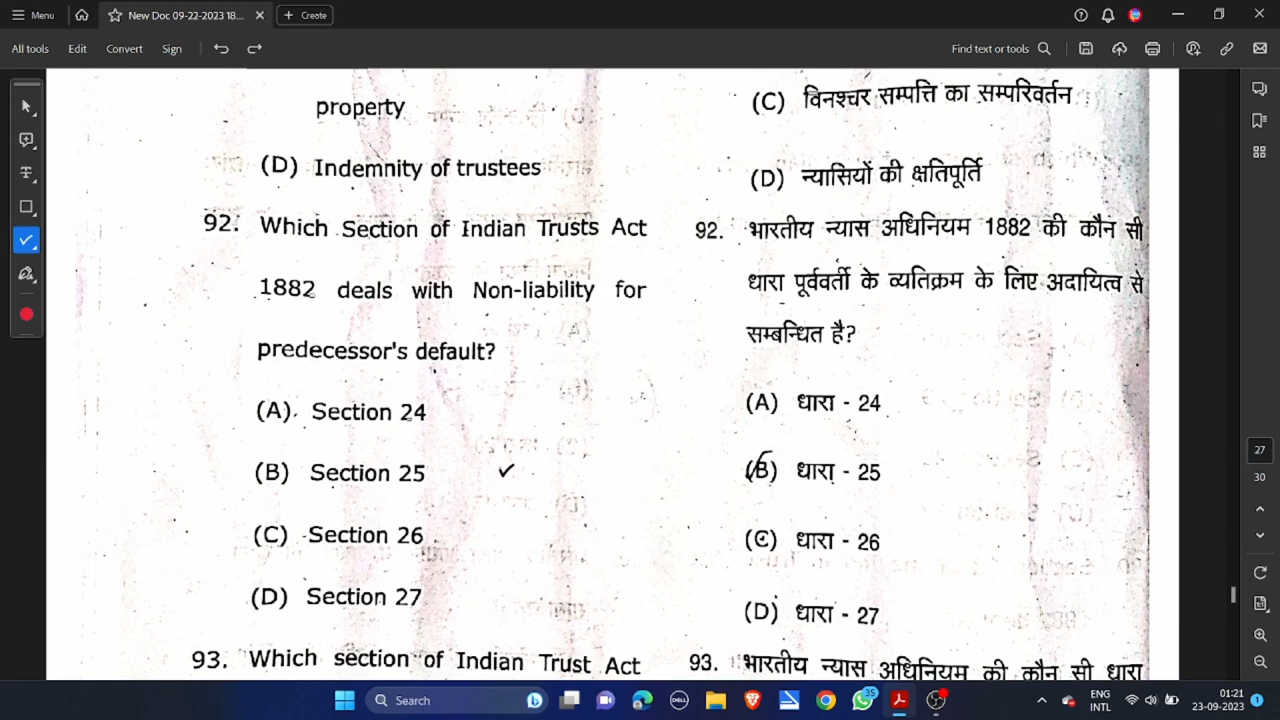 Menu
New Doc 09-22-2023 18...
Create
All tools Edit Convert Sign
Find text or tools
property
(D) Indemnity of trustees
92. Which Section of Indian Trusts Act
1882 deals with Non-liability for
predecessor's default?
(A) Section 24
(B) Section 25
(C) Section 26
(D) Section 27
93. Which section of Indian Trust Act
(C) विनश्चर सम्पत्ति का सम्परिवर्तन
(D) न्यासियों की क्षतिपूर्ति
92. भारतीय न्यास अधिनियम 1882 की कौन सी
धारा पूर्ववर्ती के व्यतिक्रम के लिए अदायित्व से
सम्बन्धित है?
(A) धारा - 24
(B) धारा - 25
(C) धारा - 26
(D) धारा - 27
93. भारतीय न्यास अधिनियम की कौन सी धारा
27
30
Search
DELL
35
ENG
INTL
01:21
23-09-2023
1